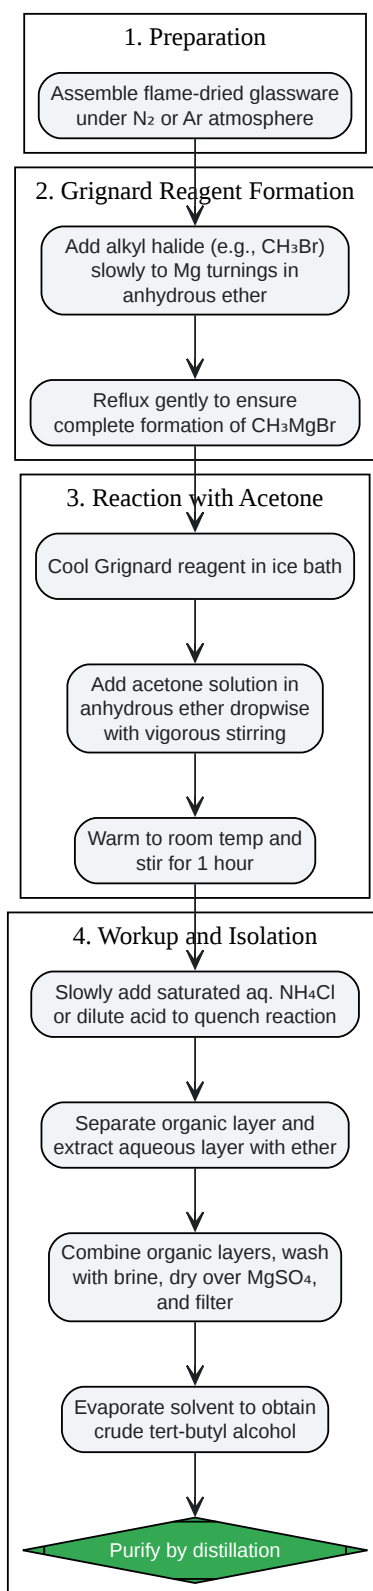 1. Preparation
Assemble flame-dried glassware
under N₂ or Ar atmosphere
2. Grignard Reagent Formation
Add alkyl halide (e.g., CH₃Br)
slowly to Mg turnings in
anhydrous ether
Reflux gently to ensure
complete formation of CH₃MgBr
3. Reaction with Acetone
Cool Grignard reagent in ice bath
Add acetone solution in
anhydrous ether dropwise
with vigorous stirring
Warm to room temp and
stir for 1 hour
4. Workup and Isolation
Slowly add saturated aq. NH₄Cl
or dilute acid to quench reaction
Separate organic layer and
extract aqueous layer with ether
Combine organic layers, wash
with brine, dry over MgSO₄,
and filter
Evaporate solvent to obtain
crude tert-butyl alcohol
Purify by distillation